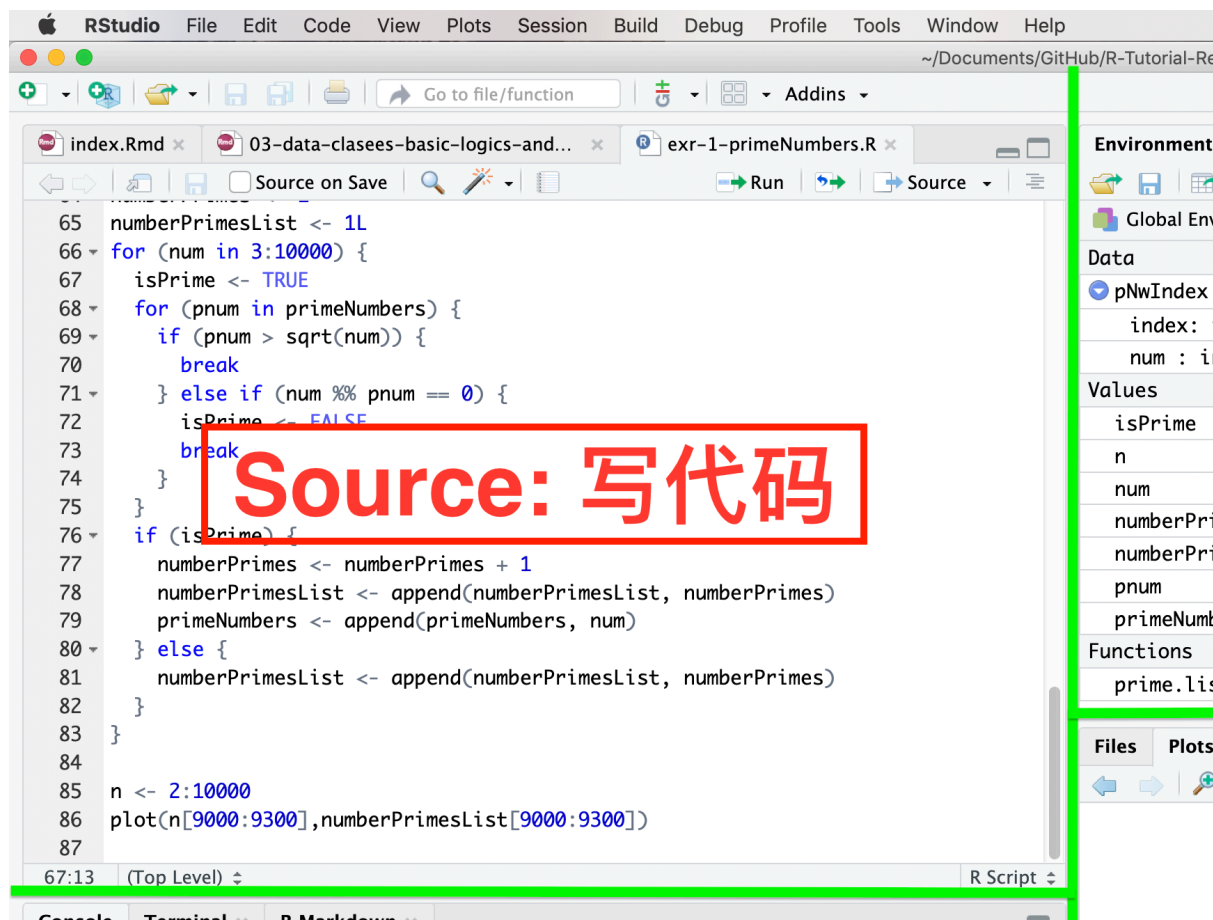 RStudio File Edit Code View Plots Session Build Debug Profile Tools Window Help
~/Documents/GitHub/R-Tutorial-Re
Go to file/function
Addins
index.Rmd
03-data-clasees-basic-logics-and...
exr-1-primeNumbers.R
Source on Save
Run
Source
65 numberPrimesList <- 1L
66 for (num in 3:10000) {
67 isPrime <- TRUE
68 for (pnum in primeNumbers) {
69 if (pnum > sqrt(num)) {
70 break
71 } else if (num %% pnum == 0) {
72 isPrime <- FALSE
73 break
74 }
75 }
76 if (isPrime) {
77 numberPrimes <- numberPrimes + 1
78 numberPrimesList <- append(numberPrimesList, numberPrimes)
79 primeNumbers <- append(primeNumbers, num)
80 } else {
81 numberPrimesList <- append(numberPrimesList, numberPrimes)
82 }
83 }
84
85 n <- 2:10000
86 plot(n[9000:9300],numberPrimesList[9000:9300])
87
Source: 写代码
67:13 (Top Level) R Script
Console Terminal R Markdown
Environment
Global Env
Data
pNwIndex
index:
num : i
Values
isPrime
n
num
numberPri
numberPri
pnum
primeNumb
Functions
prime.lis
Files Plots